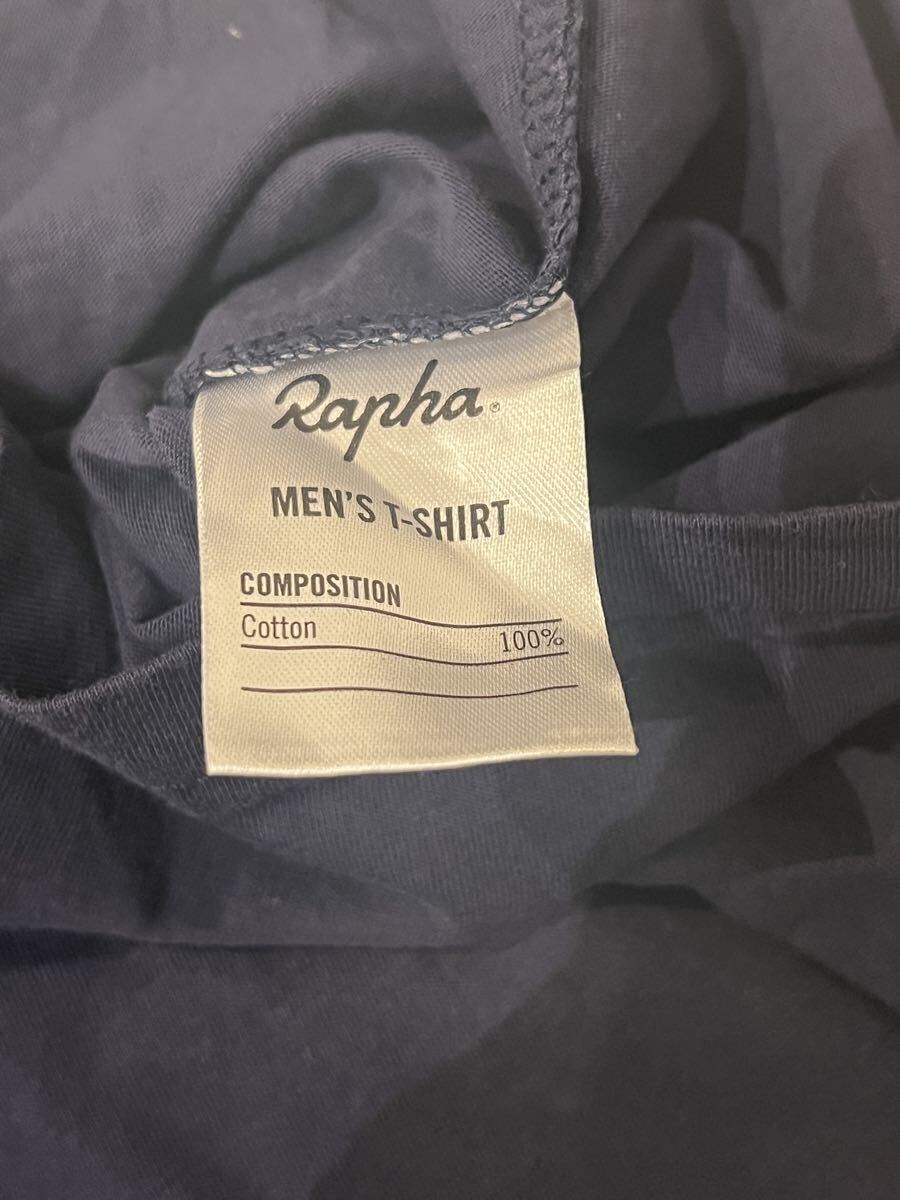 Rapha®
MEN'S T-SHIRT
COMPOSITION
Cotton 100%